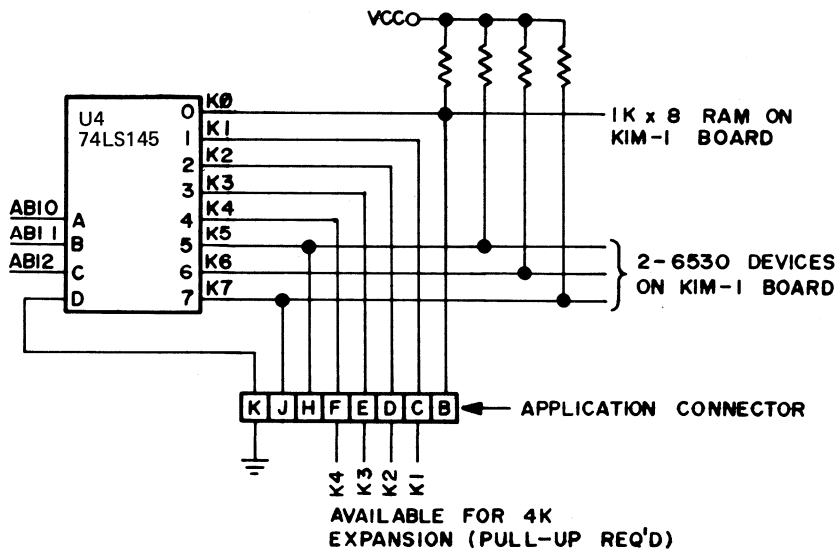 VCC
U4
74LS145
0 K0
1 K1
2 K2
3 K3
4 K4
5 K5
6 K6
7 K7
AB10 A
AB11 B
AB12 C
D
1K x 8 RAM ON
KIM-1 BOARD
2-6530 DEVICES
ON KIM-1 BOARD
K J H F E D C B
APPLICATION CONNECTOR
K4 K3 K2 K1
AVAILABLE FOR 4K
EXPANSION (PULL-UP REQ'D)